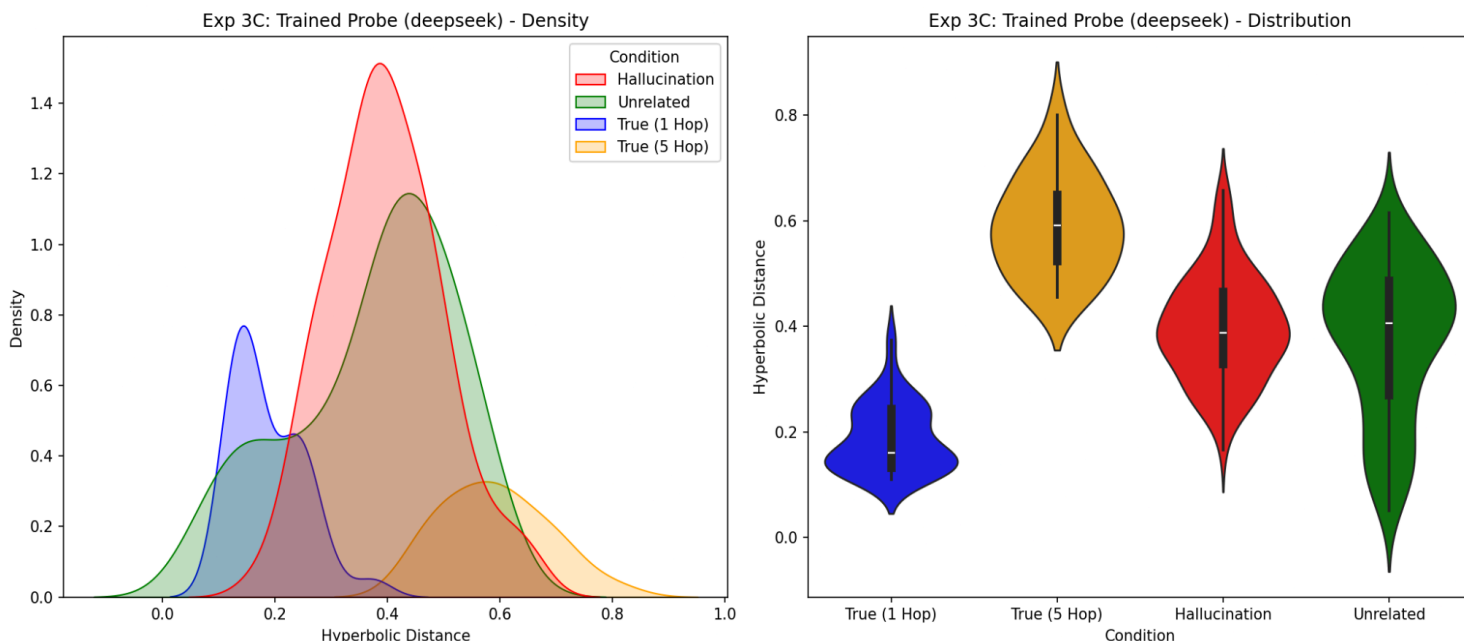 Exp 3C: Trained Probe (deepseek) - Density
Density
1.4
1.2
1.0
0.8
0.6
0.4
0.2
0.0
0.0 0.2 0.4 0.6 0.8 1.0
Hyperbolic Distance
Condition
Hallucination
Unrelated
True (1 Hop)
True (5 Hop)
Exp 3C: Trained Probe (deepseek) - Distribution
Hyperbolic Distance
0.8
0.6
0.4
0.2
0.0
True (1 Hop) True (5 Hop) Hallucination Unrelated
Condition